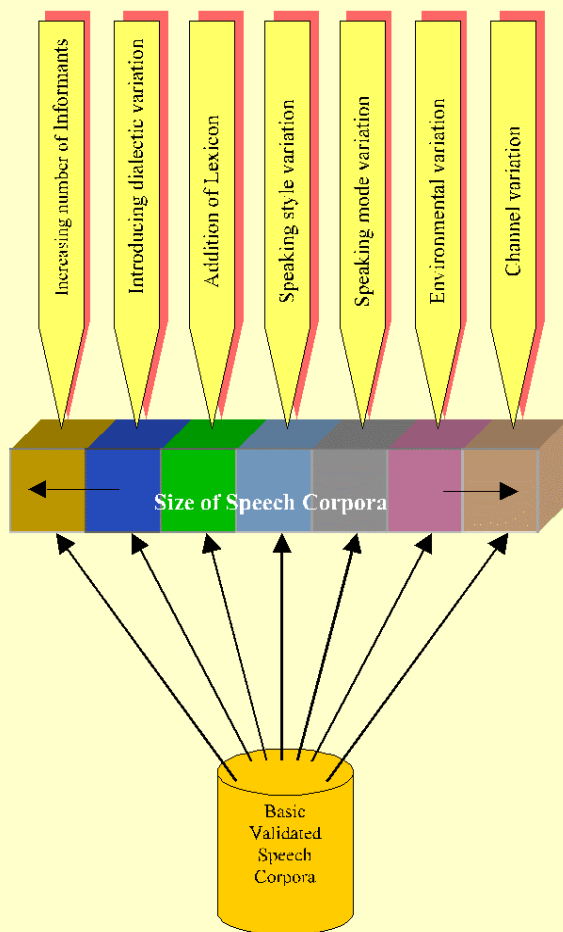 Increasing number of Informants
Introducing dialectic variation
Addition of Lexicon
Speaking style variation
Speaking mode variation
Environmental variation
Channel variation
Size of Speech Corpora
Basic
Validated
Speech
Corpora